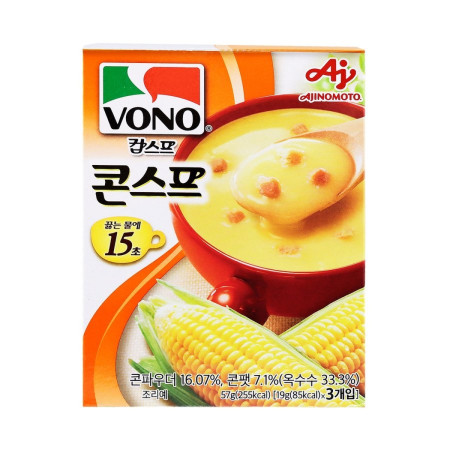 VONO®
Aj
AJINOMOTO®
컵스프
콘스프
끓는 물에
15초
콘파우더 16.07%, 콘팻 7.1%(옥수수 33.3%)
조리예
57g(255kcal) [19g(85kcal)x3개입]